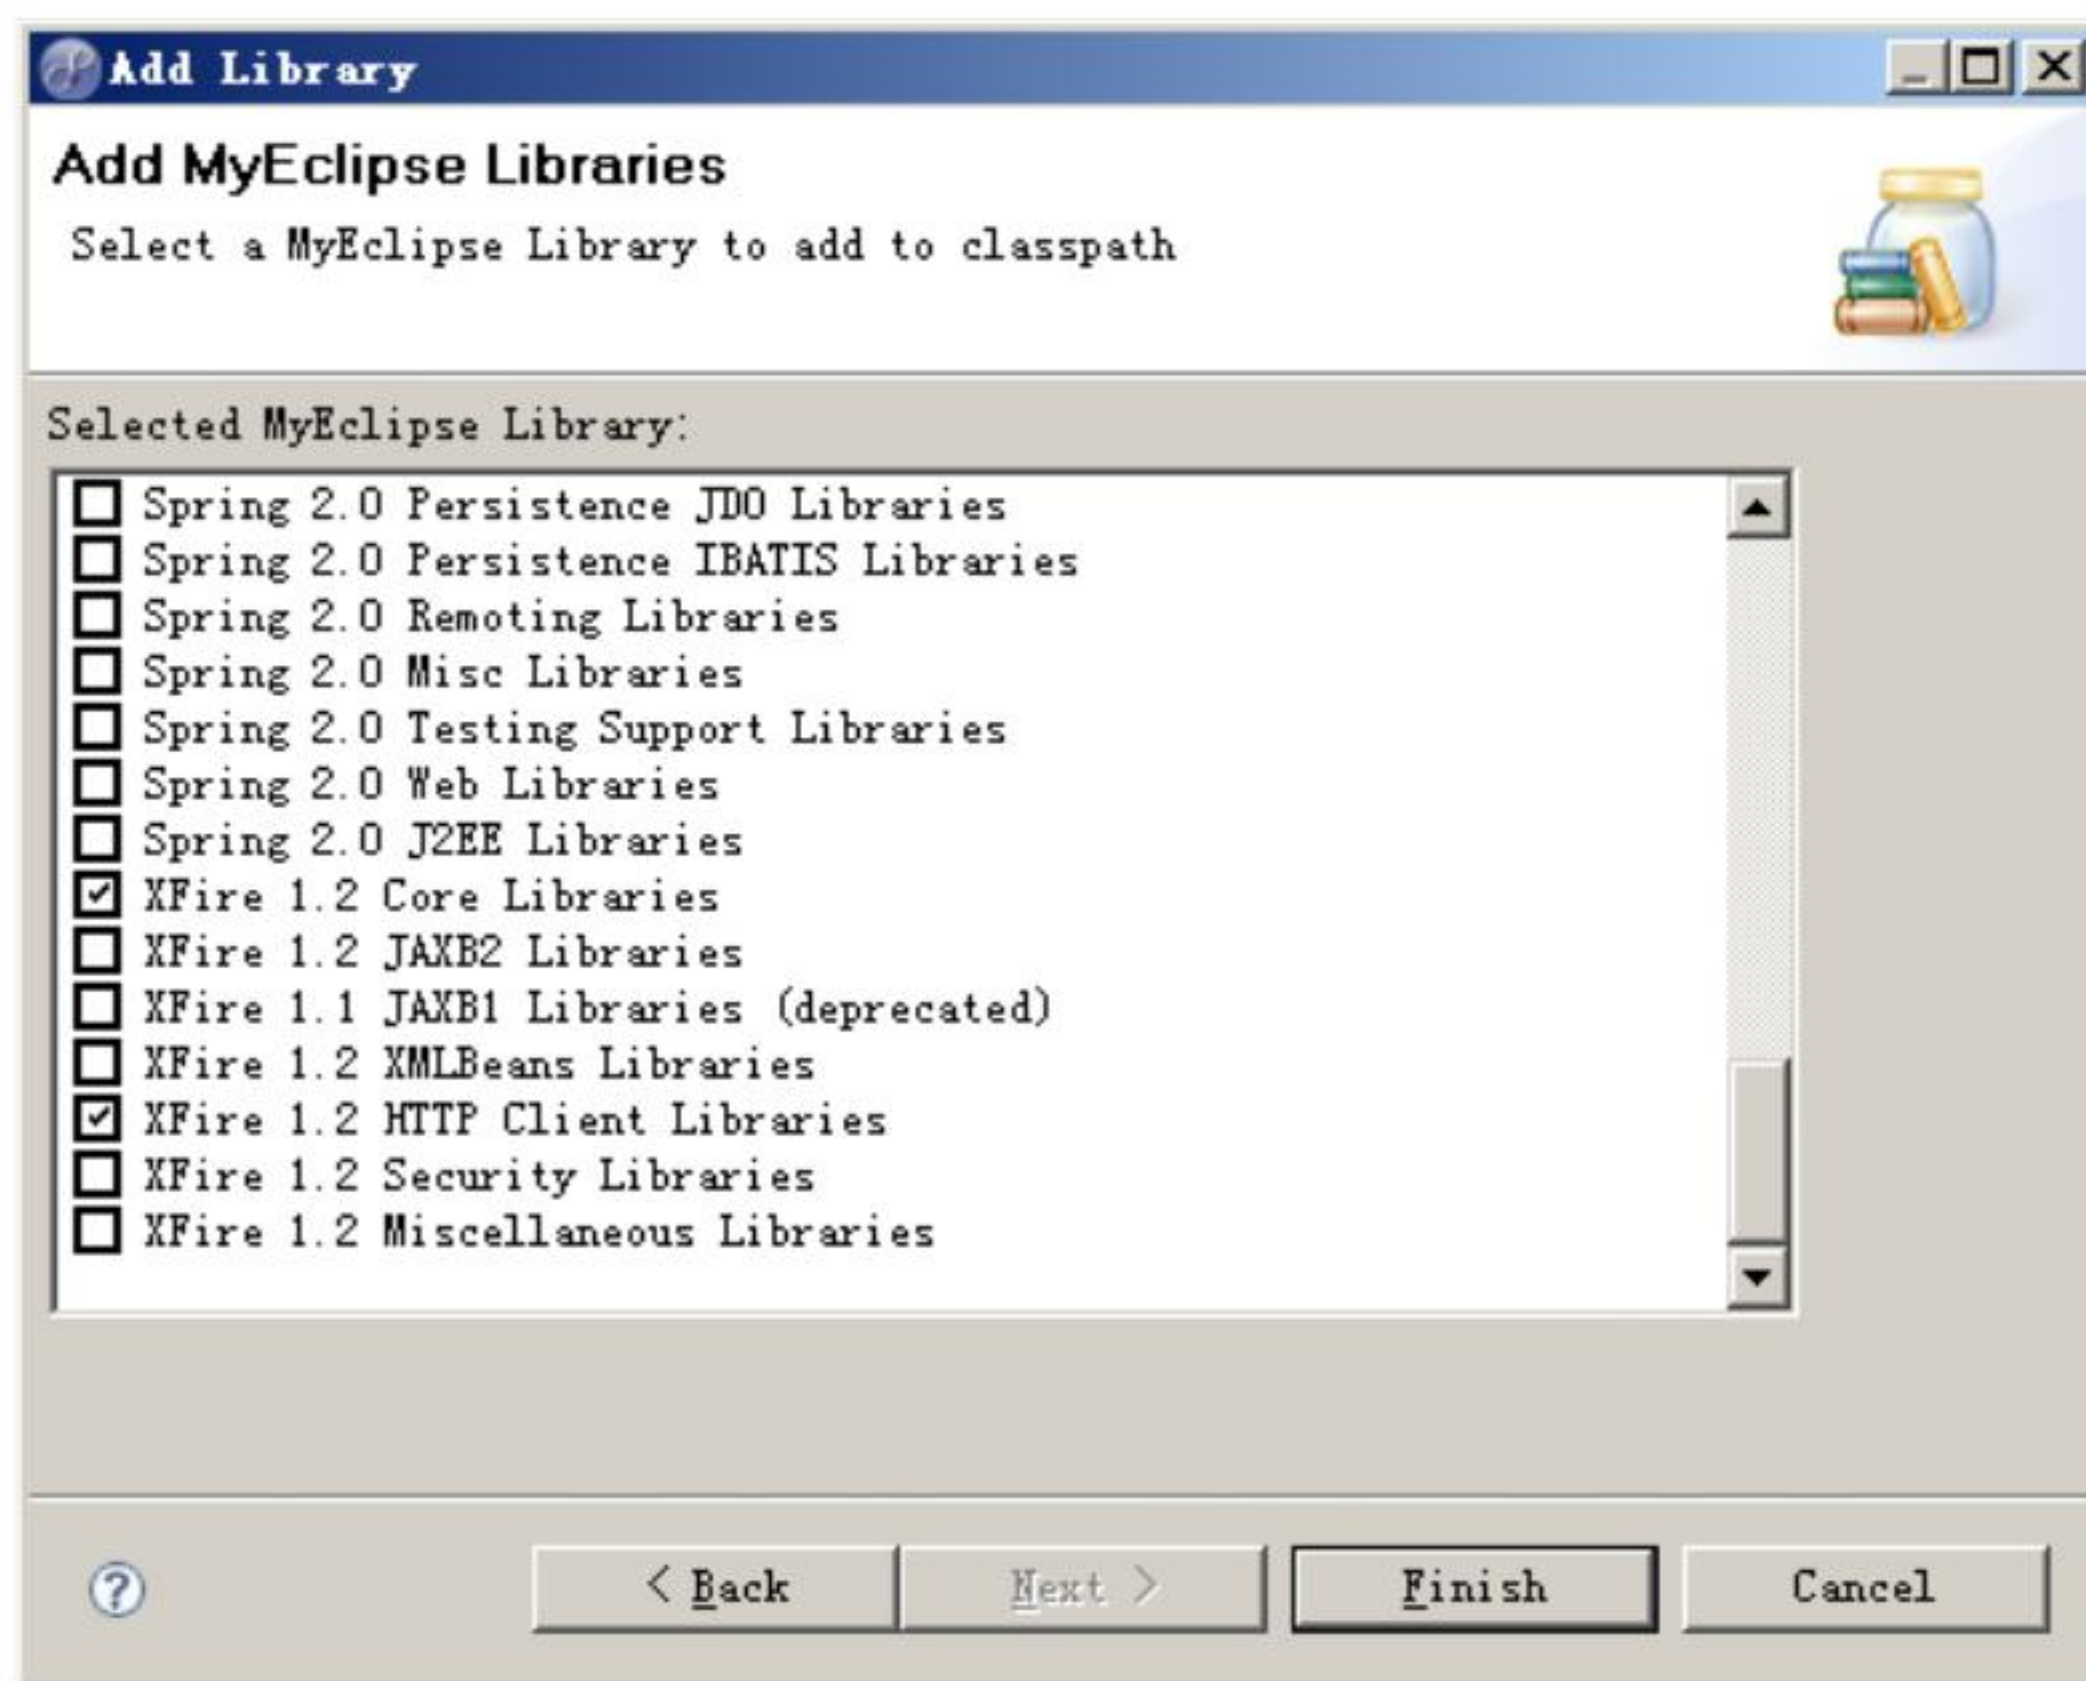 Add Library
Add MyEclipse Libraries
Select a MyEclipse Library to add to classpath
Selected MyEclipse Library:
Spring 2.0 Persistence JDO Libraries
Spring 2.0 Persistence IBATIS Libraries
Spring 2.0 Remoting Libraries
Spring 2.0 Misc Libraries
Spring 2.0 Testing Support Libraries
Spring 2.0 Web Libraries
Spring 2.0 J2EE Libraries
XFire 1.2 Core Libraries
XFire 1.2 JAXB2 Libraries
XFire 1.1 JAXB1 Libraries (deprecated)
XFire 1.2 XMLBeans Libraries
XFire 1.2 HTTP Client Libraries
XFire 1.2 Security Libraries
XFire 1.2 Miscellaneous Libraries
? < Back Next > Finish Cancel